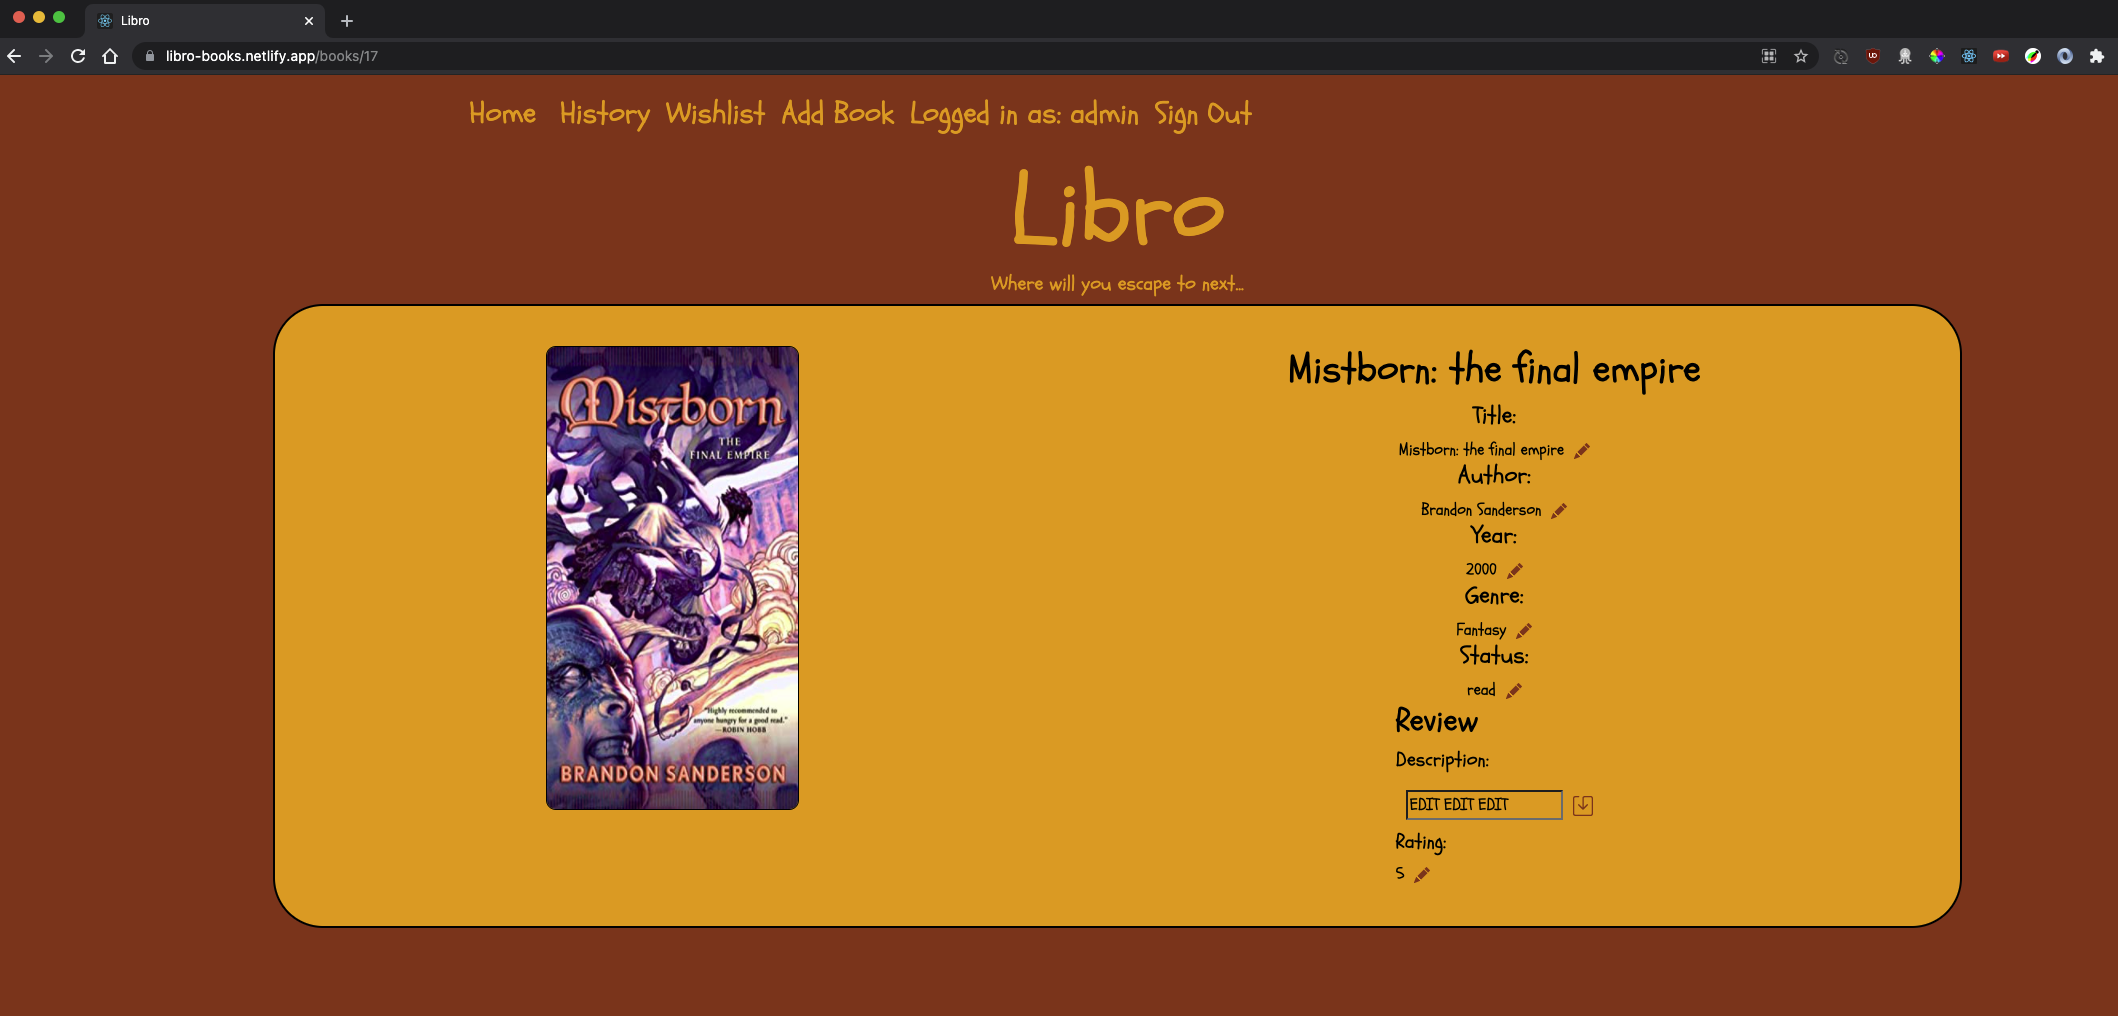 Libro
libro-books.netlify.app/books/17
Home History Wishlist Add Book Logged in as: admin Sign Out
Libro
Where will you escape to next...
Mistborn
THE
FINAL EMPIRE
"Highly recommended to
anyone hungry for a good read."
—ROBIN HOBB
BRANDON SANDERSON
Mistborn: the final empire
Title:
Mistborn: the final empire
Author:
Brandon Sanderson
Year:
2000
Genre:
Fantasy
Status:
read
Review
Description:
EDIT EDIT EDIT
Rating:
5